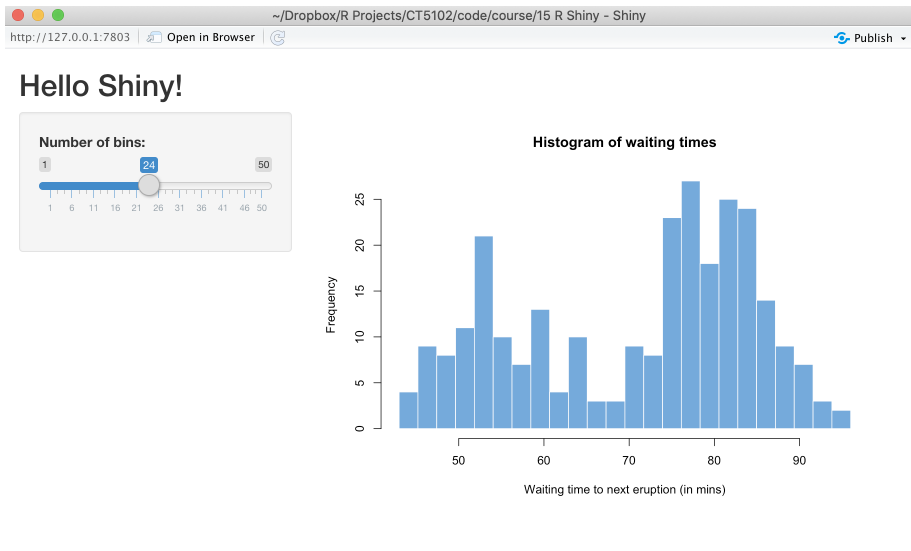 ~/Dropbox/R Projects/CT5102/code/course/15 R Shiny - Shiny
http://127.0.0.1:7803 Open in Browser Publish
Hello Shiny!
Number of bins:
1 24 50
1 6 11 16 21 26 31 36 41 46 50
Histogram of waiting times
Frequency
25
20
15
10
5
0
50 60 70 80 90
Waiting time to next eruption (in mins)